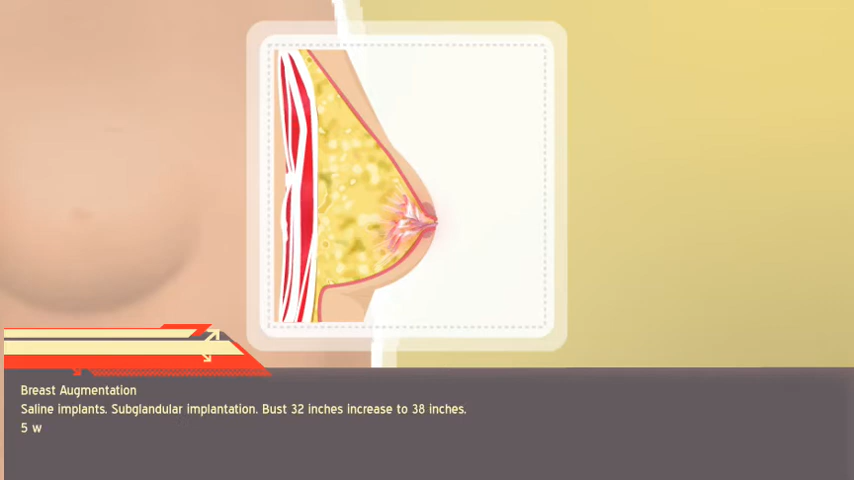 Breast Augmentation
Saline implants. Subglandular implantation. Bust 32 inches increase to 38 inches.
5 w